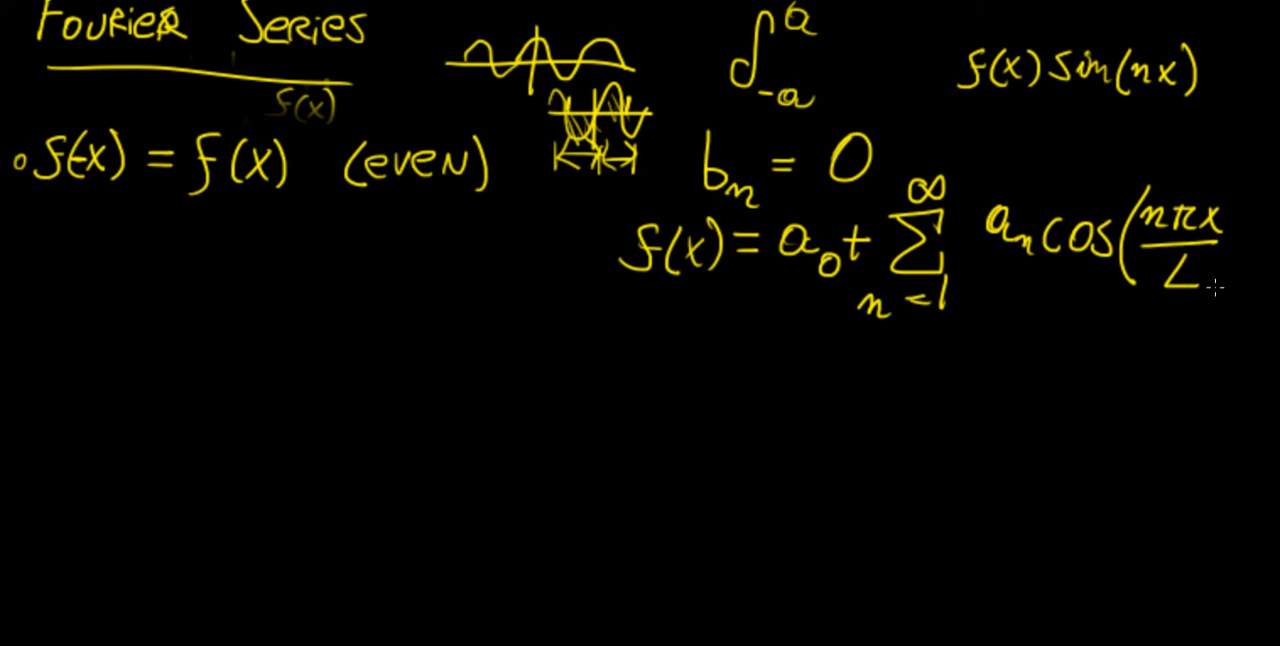 Fourier Series
∫_{-a}^{a} f(x) sin(nx)
f(x)
f(-x) = f(x) (even)
b_n = 0
f(x) = a_0 + ∑_{n=1}^{∞} a_n cos(nπx/L